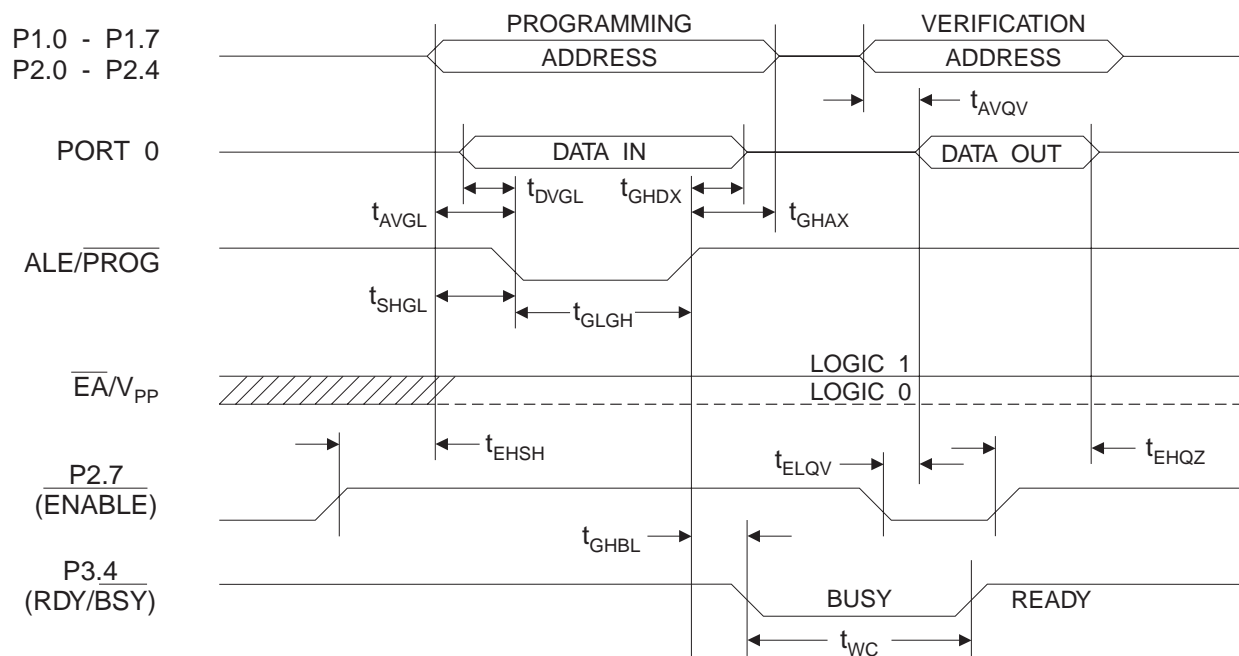 PROGRAMMING VERIFICATION
P1.0 - P1.7
P2.0 - P2.4
ADDRESS ADDRESS
tAVQV
PORT 0
DATA IN DATA OUT
tDVGL tGHDX
tAVGL tGHAX
ALE/PROG
tSHGL
tGLGH
LOGIC 1
EA/VPP
LOGIC 0
tEHSH tELQV tEHQZ
P2.7
(ENABLE)
tGHBL
P3.4
(RDY/BSY)
BUSY READY
tWC